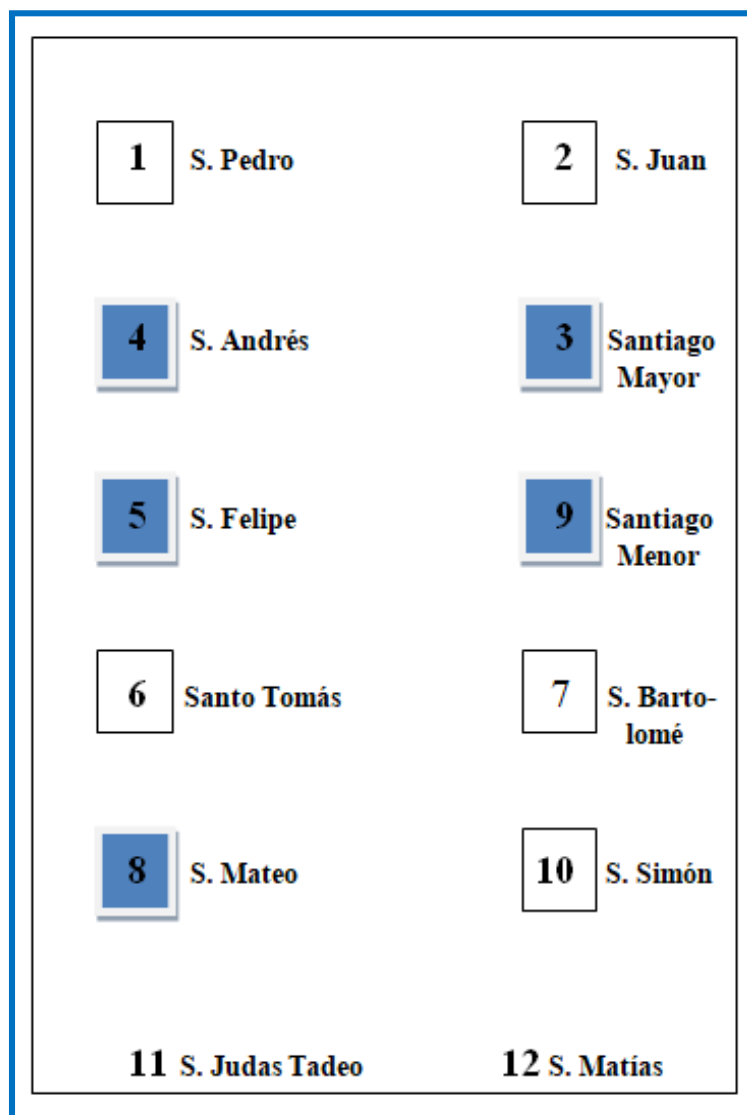 1 S. Pedro 2 S. Juan
4 S. Andrés 3 Santiago
Mayor
5 S. Felipe 9 Santiago
Menor
6 Santo Tomás 7 S. Barto-
lomé
8 S. Mateo 10 S. Simón
11 S. Judas Tadeo 12 S. Matías